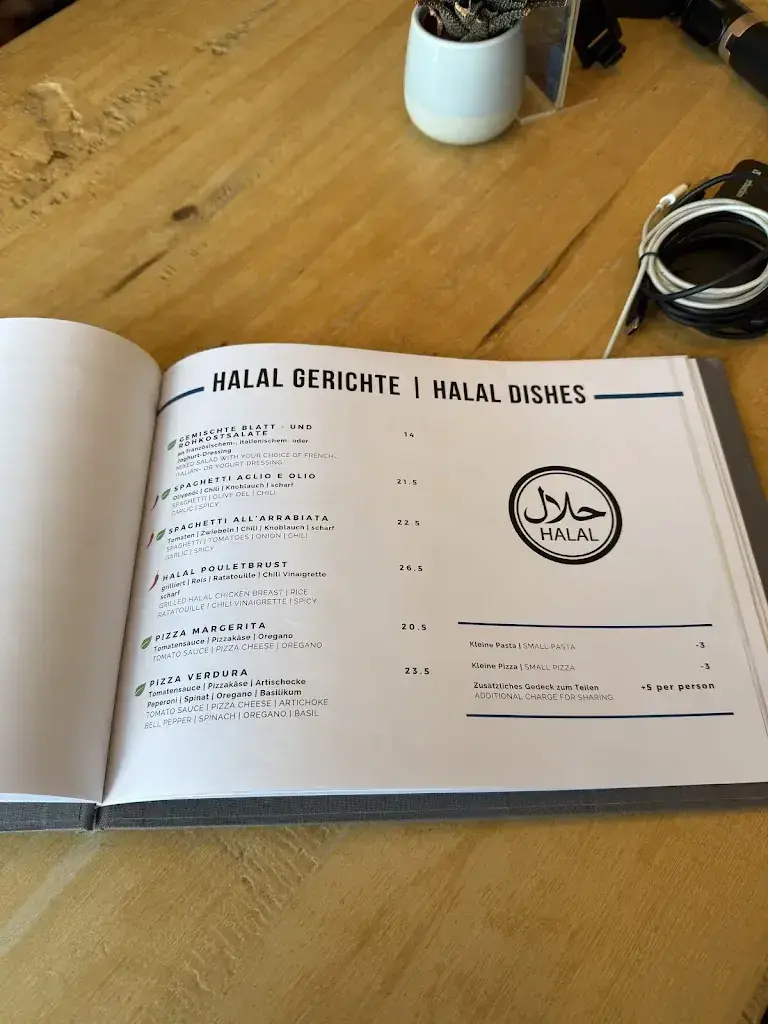 HALAL GERICHTE | HALAL DISHES
GEMISCHTE BLATT - UND
ROHKOSTSALATE
an Französischem-, Italienischem- oder
Joghurt-Dressing
MIXED SALAD WITH YOUR CHOICE OF FRENCH-,
ITALIAN- OR YOGURT DRESSING
14
SPAGHETTI AGLIO E OLIO
Olivenöl | Chili | Knoblauch | scharf
SPAGHETTI | OLIVE OEL | CHILI
GARLIC | SPICY
21.5
SPAGHETTI ALL'ARRABIATA
Tomaten | Zwiebeln | Chili | Knoblauch | scharf
SPAGHETTI | TOMATOES | ONION | CHILI
GARLIC | SPICY
22.5
HALAL POULETBRUST
grilliert | Reis | Ratatouille | Chili Vinaigrette
scharf
GRILLED HALAL CHICKEN BREAST | RICE
RATATOUILLE | CHILI VINAIGRETTE | SPICY
26.5
PIZZA MARGERITA
Tomatensauce | Pizzakäse | Oregano
TOMATO SAUCE | PIZZA CHEESE | OREGANO
20.5
PIZZA VERDURA
Tomatensauce | Pizzakäse | Artischocke
Peperoni | Spinat | Oregano | Basilikum
TOMATO SAUCE | PIZZA CHEESE | ARTICHOKE
BELL PEPPER | SPINACH | OREGANO | BASIL
23.5
حلال
HALAL
Kleine Pasta | SMALL PASTA -3
Kleine Pizza | SMALL PIZZA -3
Zusätzliches Gedeck zum Teilen +5 per person
ADDITIONAL CHARGE FOR SHARING